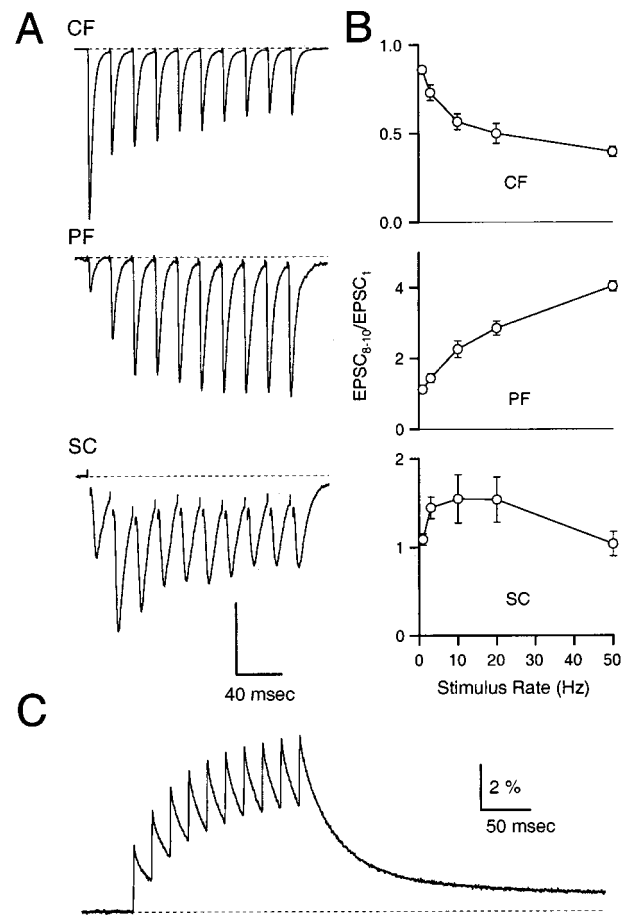 A
CF
PF
SC
40 msec
B
1.0
0.5
0.0
CF
EPSC8-10/EPSC1
4
2
0
PF
2
1
0
SC
0 10 20 30 40 50
Stimulus Rate (Hz)
C
2 %
50 msec